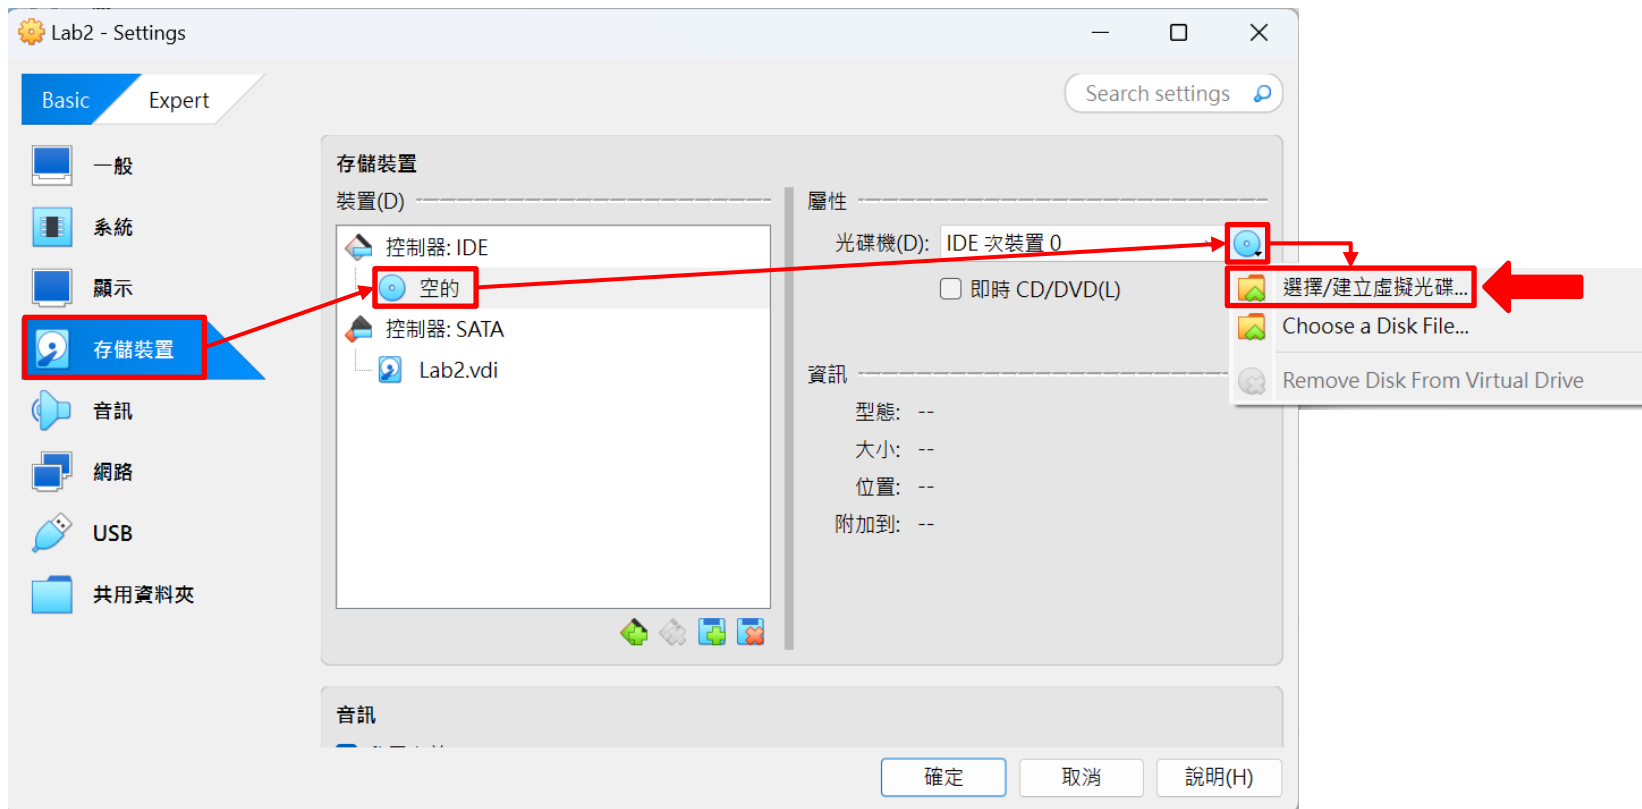 Lab2 - Settings
Basic
Expert
Search settings
一般
系統
顯示
存儲裝置
音訊
網路
USB
共用資料夾
存儲裝置
裝置(D)
控制器: IDE
空的
控制器: SATA
Lab2.vdi
屬性
光碟機(D): IDE 次裝置 0
即時 CD/DVD(L)
選擇/建立虛擬光碟...
Choose a Disk File...
Remove Disk From Virtual Drive
資訊
型態: --
大小: --
位置: --
附加到: --
音訊
確定
取消
說明(H)